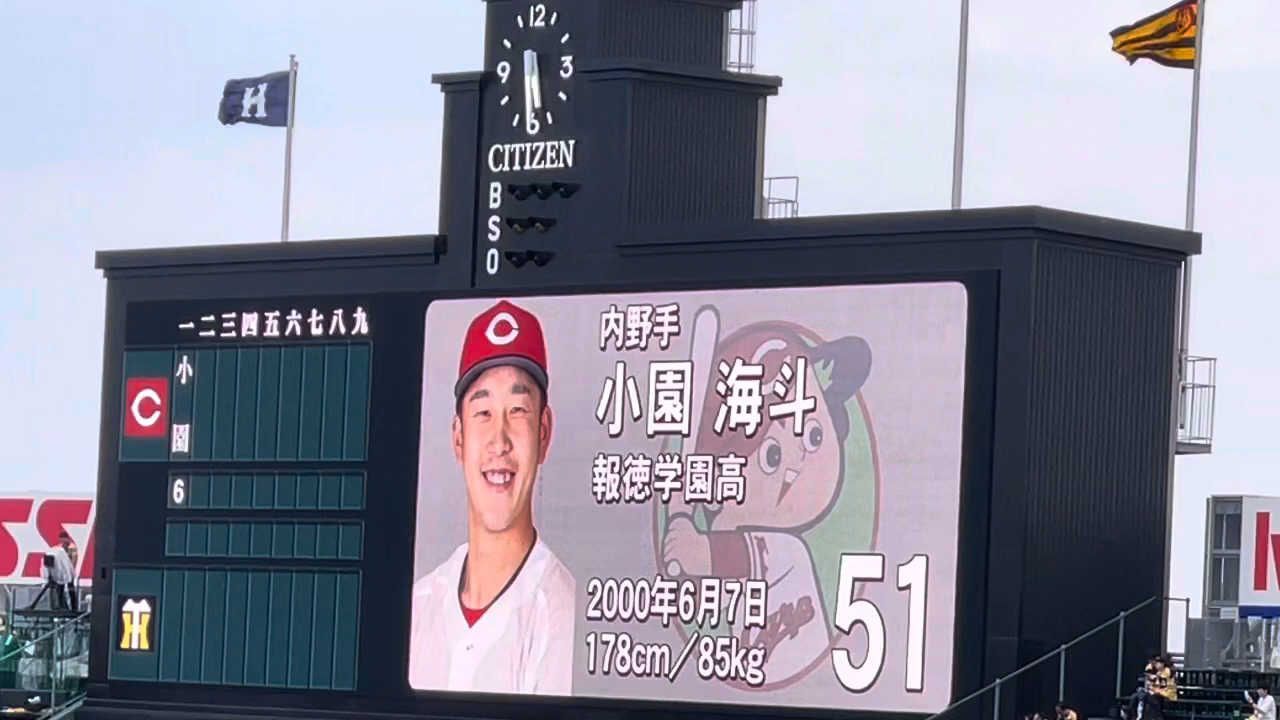 12
9 3
6
CITIZEN
B
S
O
一二三四五六七八九
C
小園
6
内野手
小園 海斗
報徳学園高
2000年6月7日
178cm/85kg
51
H
C